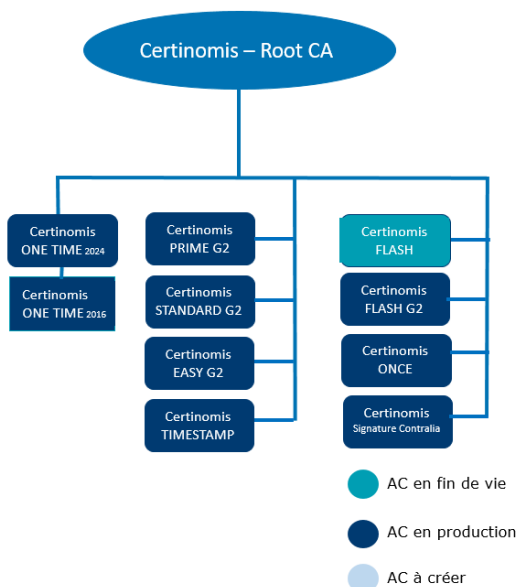 Certinomis – Root CA
Certinomis
ONE TIME 2024
Certinomis
ONE TIME 2016
Certinomis
PRIME G2
Certinomis
STANDARD G2
Certinomis
EASY G2
Certinomis
TIMESTAMP
Certinomis
FLASH
Certinomis
FLASH G2
Certinomis
ONCE
Certinomis
Signature Contralia
AC en fin de vie
AC en production
AC à créer